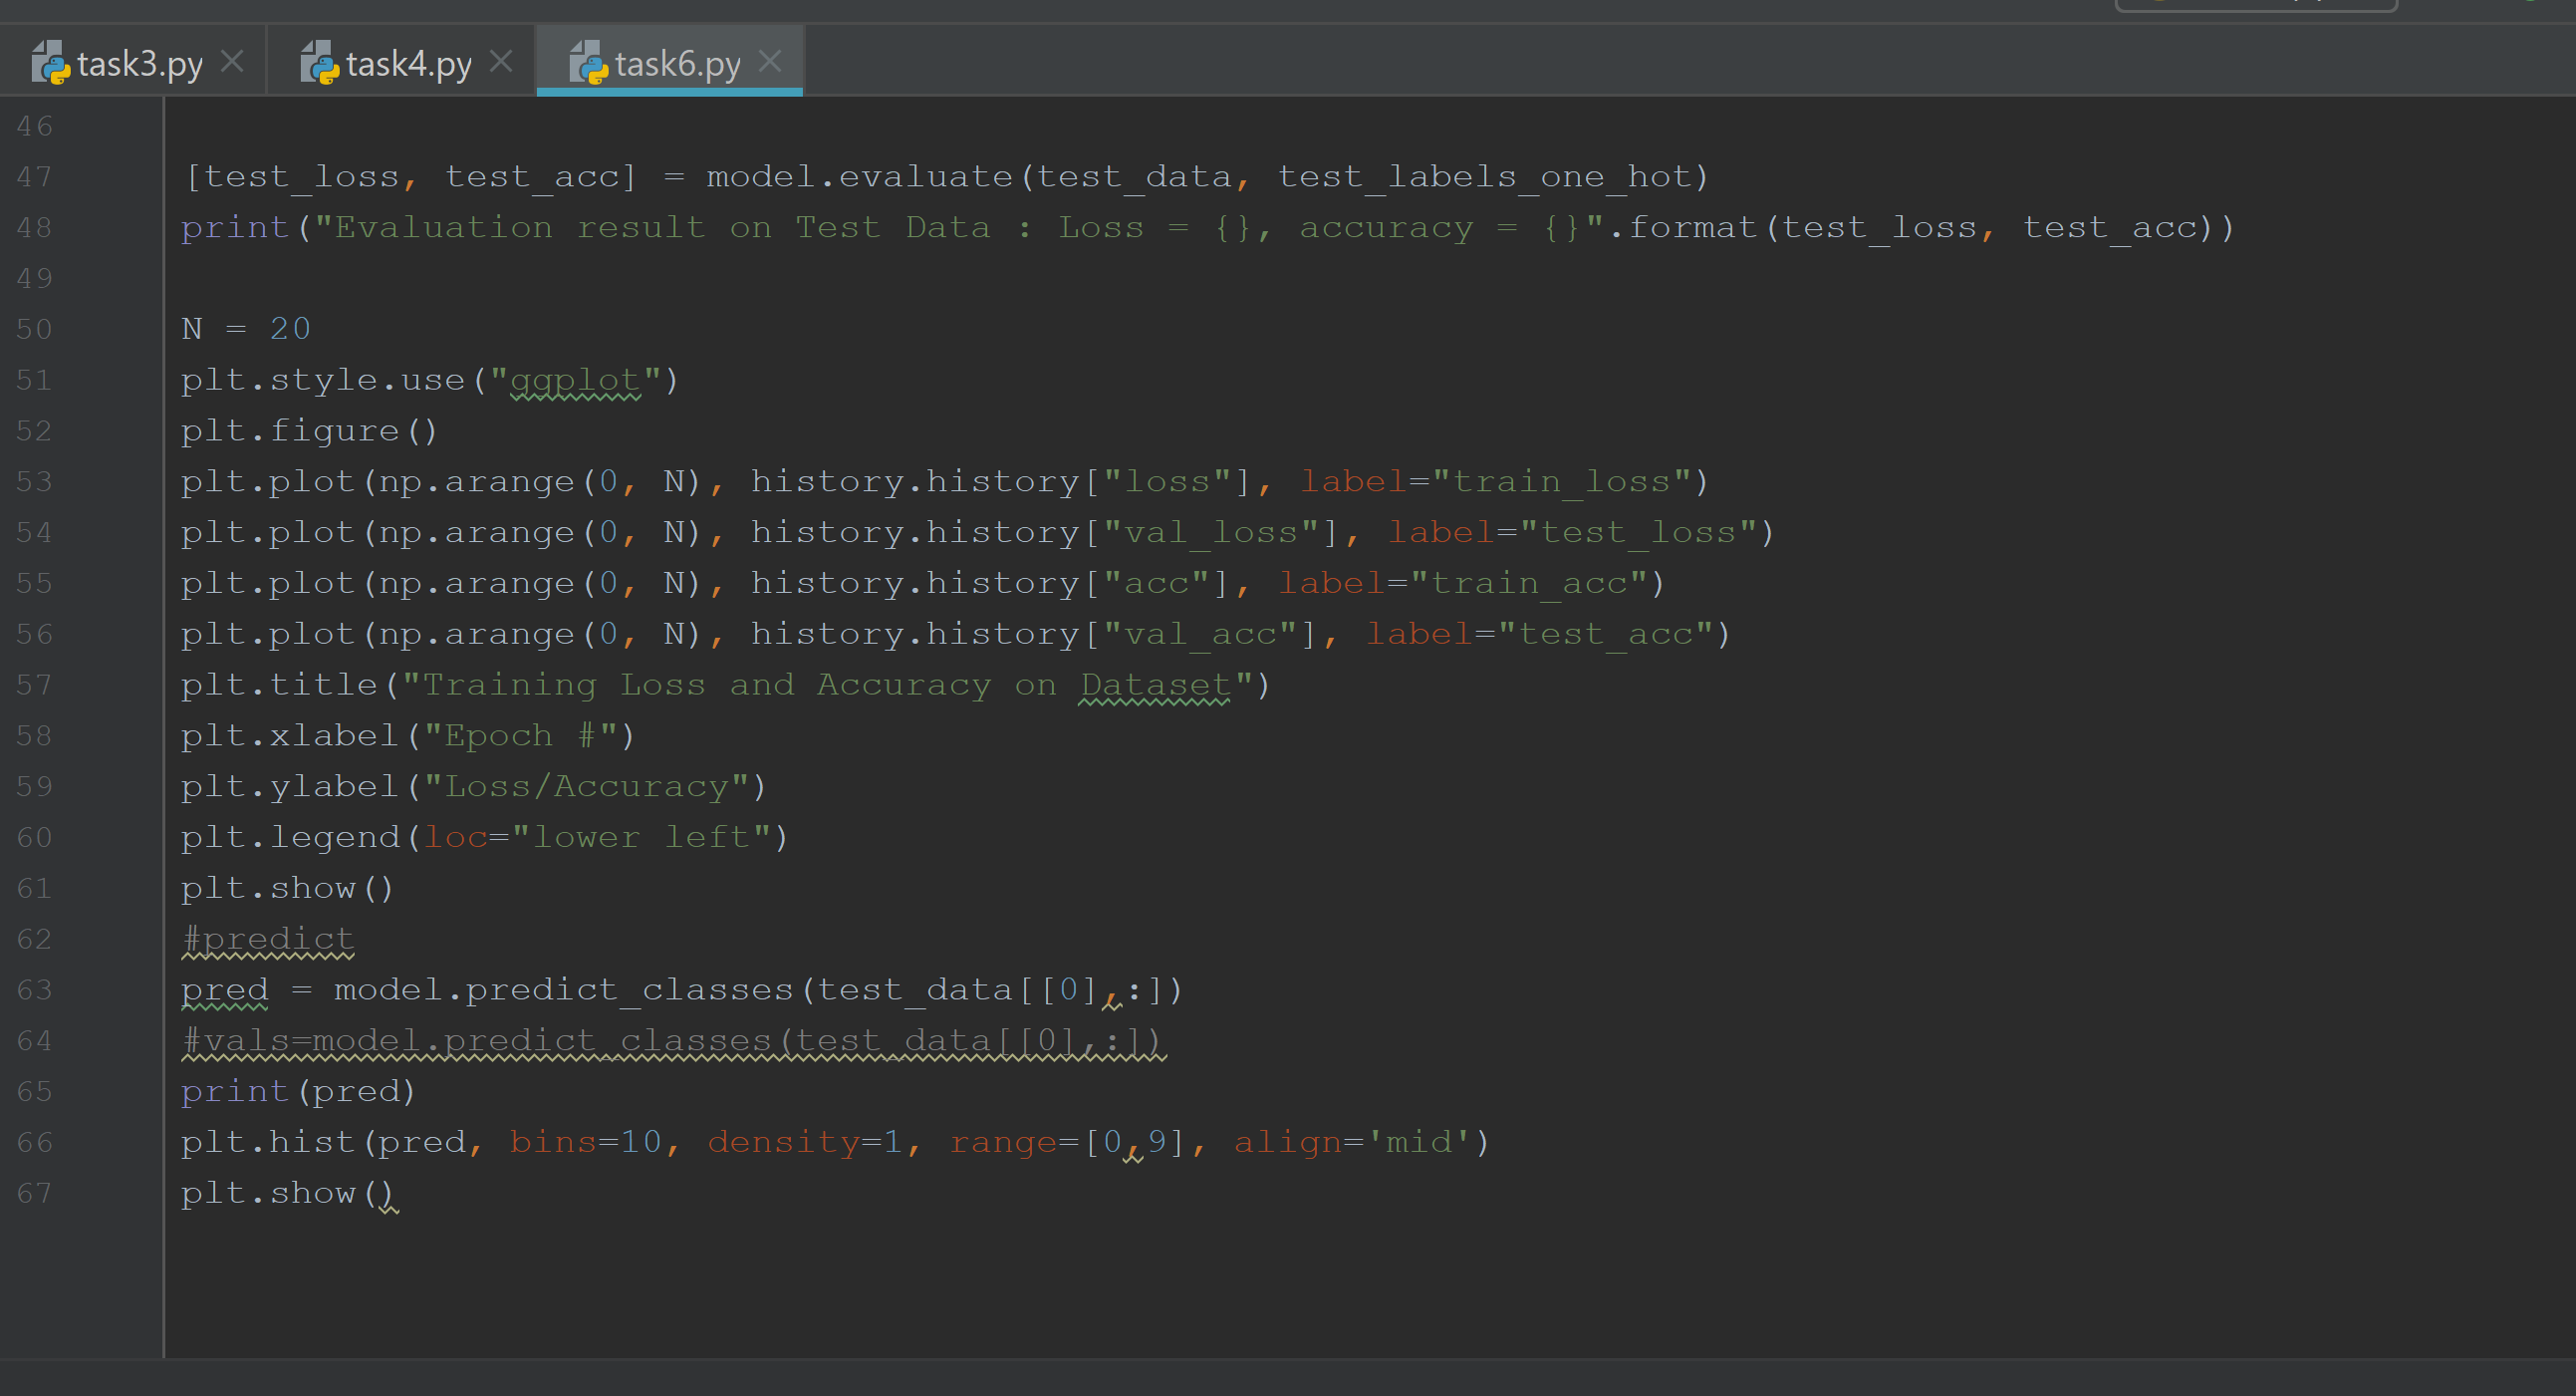 task3.py task4.py task6.py
46
47 [test_loss, test_acc] = model.evaluate(test_data, test_labels_one_hot)
48 print("Evaluation result on Test Data : Loss = {}, accuracy = {}".format(test_loss, test_acc))
49
50 N = 20
51 plt.style.use("ggplot")
52 plt.figure()
53 plt.plot(np.arange(0, N), history.history["loss"], label="train_loss")
54 plt.plot(np.arange(0, N), history.history["val_loss"], label="test_loss")
55 plt.plot(np.arange(0, N), history.history["acc"], label="train_acc")
56 plt.plot(np.arange(0, N), history.history["val_acc"], label="test_acc")
57 plt.title("Training Loss and Accuracy on Dataset")
58 plt.xlabel("Epoch #")
59 plt.ylabel("Loss/Accuracy")
60 plt.legend(loc="lower left")
61 plt.show()
62 #predict
63 pred = model.predict_classes(test_data[[0],:])
64 #vals=model.predict_classes(test_data[[0],:])
65 print(pred)
66 plt.hist(pred, bins=10, density=1, range=[0,9], align='mid')
67 plt.show()